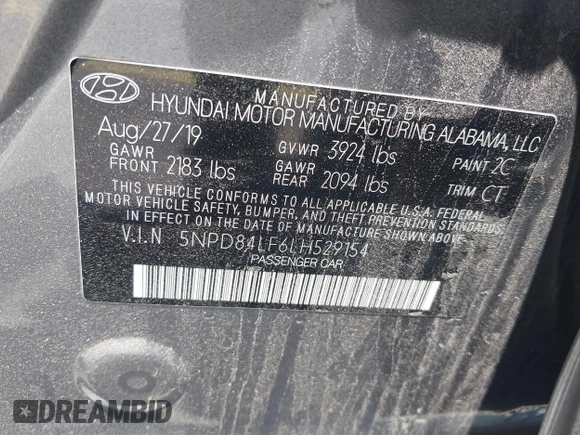 MANUFACTURED BY
HYUNDAI MOTOR MANUFACTURING ALABAMA, LLC
Aug/27/19 GVWR 3924 lbs PAINT 2C
GAWR FRONT 2183 lbs GAWR REAR 2094 lbs TRIM CT
THIS VEHICLE CONFORMS TO ALL APPLICABLE U.S.A. FEDERAL
MOTOR VEHICLE SAFETY, BUMPER, AND THEFT PREVENTION STANDARDS
IN EFFECT ON THE DATE OF MANUFACTURE SHOWN ABOVE.
V.I.N 5NPD84LF6LH529154
PASSENGER CAR
DREAMBID